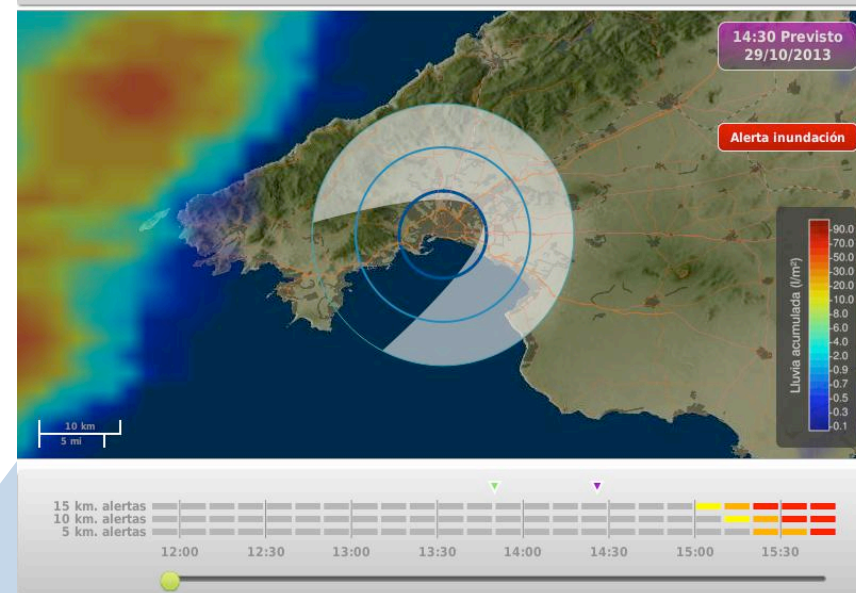 14:30 Previsto
29/10/2013
Alerta inundación
Lluvia acumulada (l/m²)
90.0
70.0
50.0
30.0
20.0
10.0
8.0
6.0
4.0
2.0
0.9
0.7
0.5
0.3
0.1
10 km
5 mi
15 km. alertas
10 km. alertas
5 km. alertas
12:00 12:30 13:00 13:30 14:00 14:30 15:00 15:30